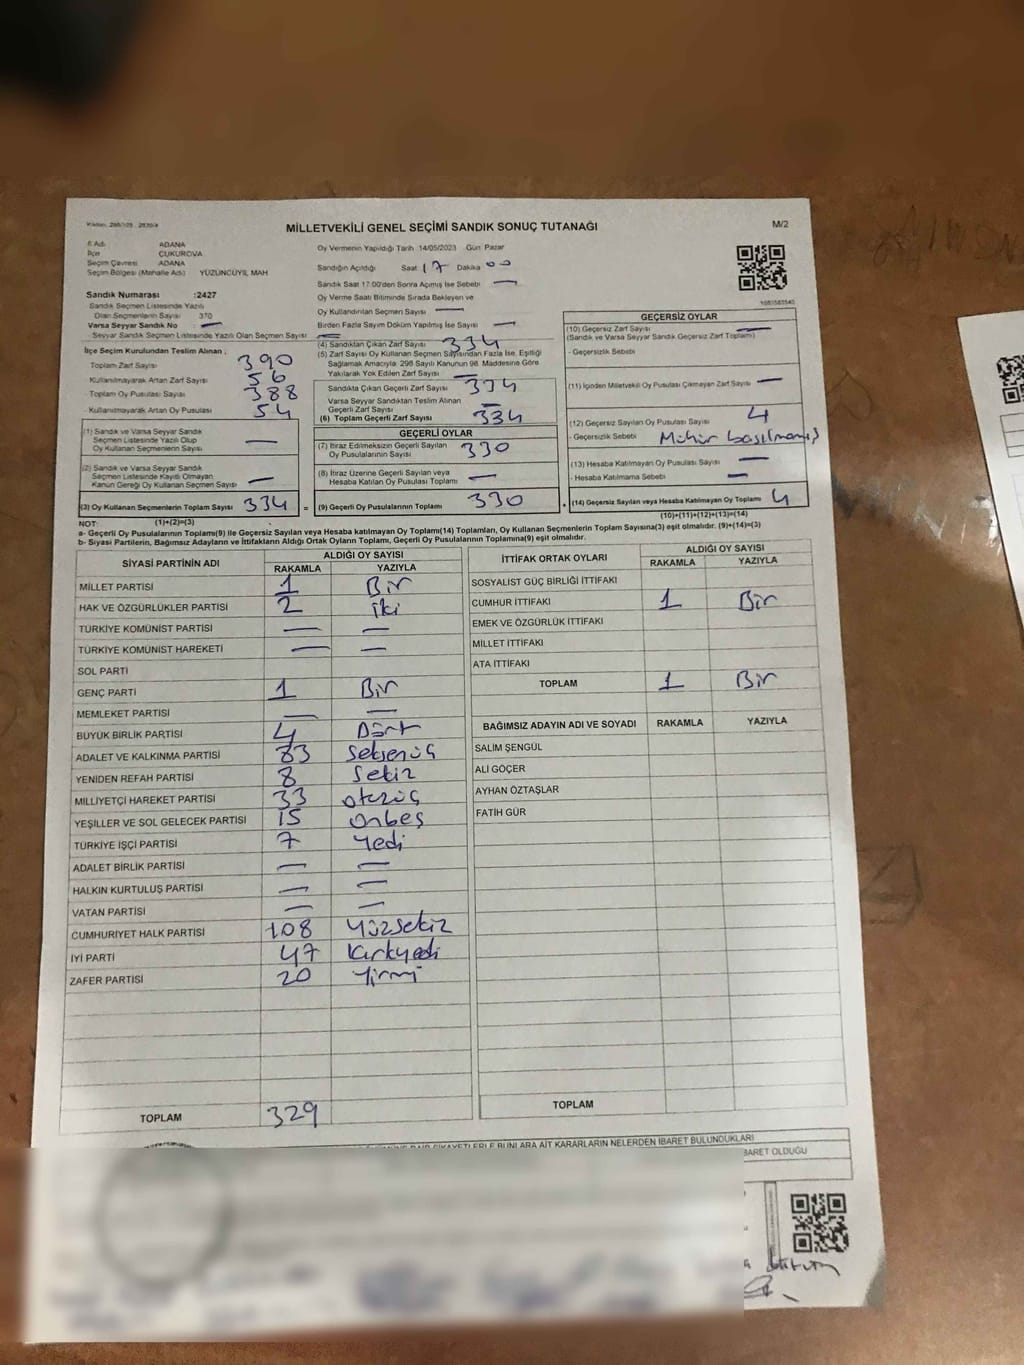 MİLLETVEKİLİ GENEL SEÇİMİ SANDIK SONUÇ TUTANAĞI
M/2
İl Adı ADANA
İlçe ÇUKUROVA
Seçim Çevresi ADANA
Seçim Bölgesi (Mahalle Adı) YÜZÜNCÜYIL MAH
Sandık Numarası :2427
Sandık Seçmen Listesinde Yazılı
Olan Seçmenlerin Sayısı 370
Varsa Seyyar Sandık No —
- Seyyar Sandık Seçmen Listesinde Yazılı Olan Seçmen Sayısı —
İlçe Seçim Kurulundan Teslim Alınan ;
Toplam Zarf Sayısı 390
Kullanılmayarak Artan Zarf Sayısı 56
- Toplam Oy Pusulası Sayısı 388
- Kullanılmayarak Artan Oy Pusulası 54
(1) Sandık ve Varsa Seyyar Sandık
Seçmen Listesinde Yazılı Olup
Oy Kullanan Seçmenlerin Sayısı —
(2) Sandık ve Varsa Seyyar Sandık
Seçmen Listesinde Kayıtlı Olmayan
Kanun Gereği Oy Kullanan Seçmen Sayısı —
(3) Oy Kullanan Seçmenlerin Toplam Sayısı 334 =
(1)+(2)=(3)
Oy Vermenin Yapıldığı Tarih 14/05/2023 Gün Pazar
Sandığın Açıldığı Saat 17 Dakika 00
Sandık Saat 17:00'den Sonra Açılmış İse Sebebi —
Oy Verme Saati Bitiminde Sırada Bekleyen ve
Oy Kullandırılan Seçmen Sayısı —
Birden Fazla Sayım Döküm Yapılmış İse Sayısı —
(4) Sandıktan Çıkan Zarf Sayısı 334
(5) Zarf Sayısı Oy Kullanan Seçmen Sayısından Fazla İse, Eşitliği
Sağlamak Amacıyla 298 Sayılı Kanunun 98. Maddesine Göre
Yakılarak Yok Edilen Zarf Sayısı —
Sandıkta Çıkan Geçerli Zarf Sayısı 334
Varsa Seyyar Sandıktan Teslim Alınan
Geçerli Zarf Sayısı —
(6) Toplam Geçerli Zarf Sayısı 334
GEÇERLİ OYLAR
(7) İtiraz Edilmeksizin Geçerli Sayılan
Oy Pusulalarının Sayısı 330
(8) İtiraz Üzerine Geçerli Sayılan veya
Hesaba Katılan Oy Pusulası Toplamı —
(9) Geçerli Oy Pusulalarının Toplamı 330 +
GEÇERSİZ OYLAR
(10) Geçersiz Zarf Sayısı —
(Sandık ve Varsa Seyyar Sandık Geçersiz Zarf Toplamı)
- Geçersizlik Sebebi
(11) İçinden Milletvekili Oy Pusulası Çıkmayan Zarf Sayısı —
(12) Geçersiz Sayılan Oy Pusulası Sayısı 4
- Geçersizlik Sebebi Mühür basılmamış
(13) Hesaba Katılmayan Oy Pusulası Sayısı —
- Hesaba Katılmama Sebebi —
(14) Geçersiz Sayılan veya Hesaba Katılmayan Oy Toplamı 4
(10)+(11)+(12)+(13)=(14)
NOT:
a- Geçerli Oy Pusulalarının Toplamı(9) ile Geçersiz Sayılan veya Hesaba katılmayan Oy Toplamı(14) Toplamları, Oy Kullanan Seçmenlerin Toplam Sayısına(3) eşit olmalıdır. (9)+(14)=(3)
b- Siyasi Partilerin, Bağımsız Adayların ve İttifakların Aldığı Ortak Oyların Toplamı, Geçerli Oy Pusulalarının Toplamına(9) eşit olmalıdır.
SİYASİ PARTİNİN ADI ALDIĞI OY SAYISI
RAKAMLA YAZIYLA
MİLLET PARTİSİ 1 Bir
HAK VE ÖZGÜRLÜKLER PARTİSİ 2 iki
TÜRKİYE KOMÜNİST PARTİSİ — —
TÜRKİYE KOMÜNİST HAREKETİ — —
SOL PARTİ
GENÇ PARTİ 1 Bir
MEMLEKET PARTİSİ — —
BÜYÜK BİRLİK PARTİSİ 4 Dört
ADALET VE KALKINMA PARTİSİ 83 Seksenüç
YENİDEN REFAH PARTİSİ 8 Sekiz
MİLLİYETÇİ HAREKET PARTİSİ 33 otuzüç
YEŞİLLER VE SOL GELECEK PARTİSİ 15 onbeş
TÜRKİYE İŞÇİ PARTİSİ 7 Yedi
ADALET BİRLİK PARTİSİ — —
HALKIN KURTULUŞ PARTİSİ — —
VATAN PARTİSİ — —
CUMHURİYET HALK PARTİSİ 108 Yüzsekiz
İYİ PARTİ 47 Kırkyedi
ZAFER PARTİSİ 20 Yirmi
TOPLAM 329
İTTİFAK ORTAK OYLARI ALDIĞI OY SAYISI
RAKAMLA YAZIYLA
SOSYALİST GÜÇ BİRLİĞİ İTTİFAKI
CUMHUR İTTİFAKI 1 Bir
EMEK VE ÖZGÜRLÜK İTTİFAKI
MİLLET İTTİFAKI
ATA İTTİFAKI
TOPLAM 1 Bir
BAĞIMSIZ ADAYIN ADI VE SOYADI RAKAMLA YAZIYLA
SALİM ŞENGÜL
ALİ GÖÇER
AYHAN ÖZTAŞLAR
FATİH GÜR
TOPLAM
ŞİKAYETLERLE BUNLARA AİT KARARLARIN NELERDEN İBARET BULUNDUKLARI
İBARET OLDUĞU